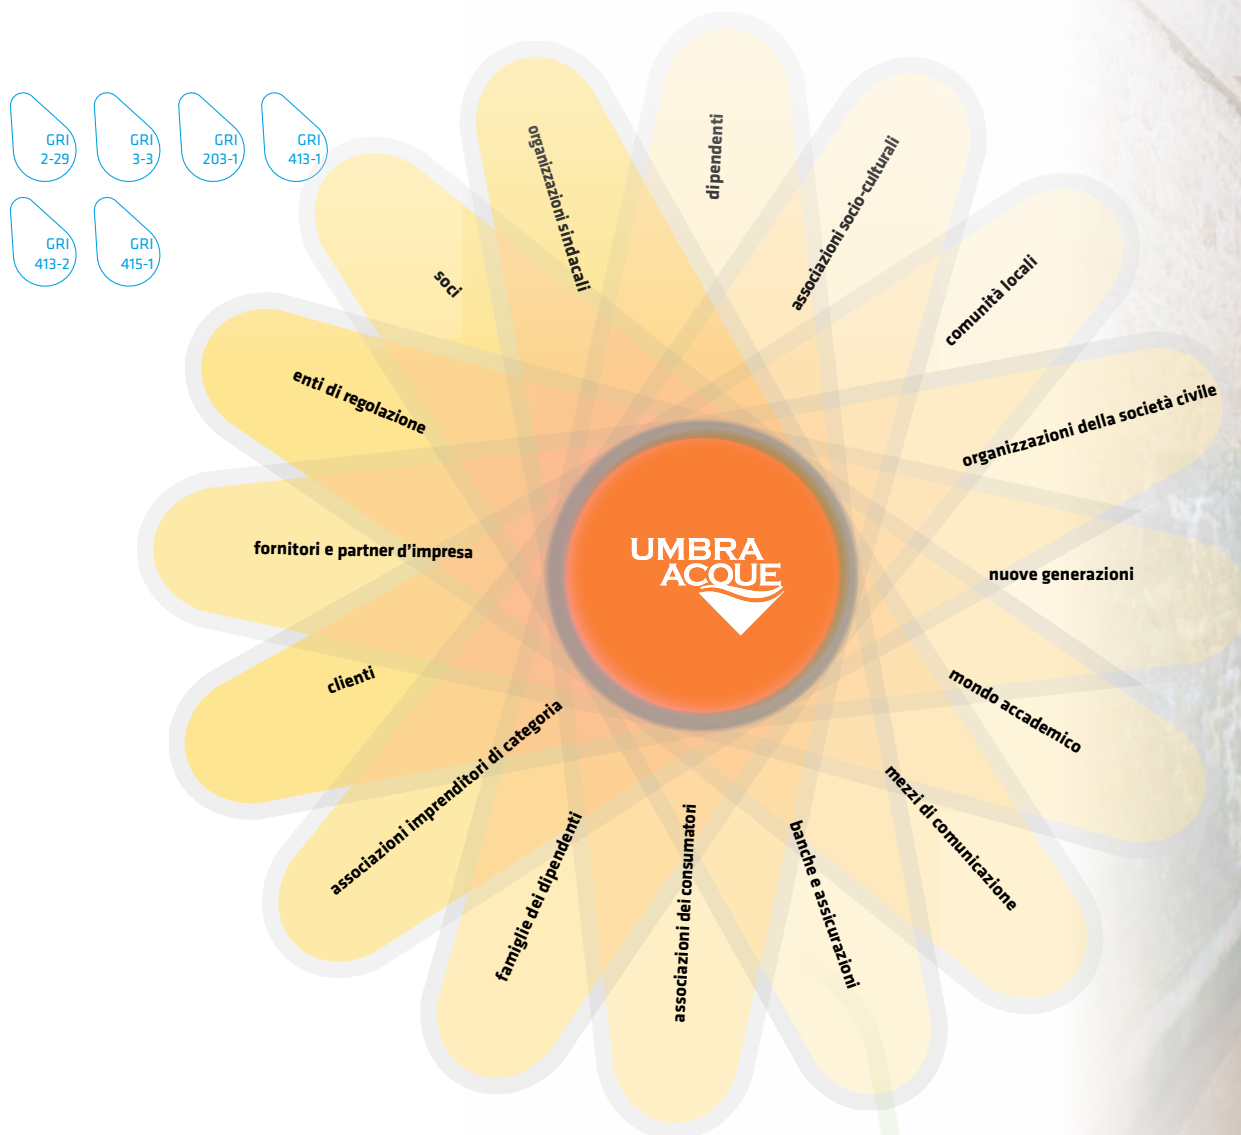 GRI
2-29
GRI
3-3
GRI
203-1
GRI
413-1
GRI
413-2
GRI
415-1
dipendenti
associazioni socio-culturali
comunità locali
organizzazioni della società civile
nuove generazioni
mondo accademico
mezzi di comunicazione
banche e assicurazioni
associazioni dei consumatori
famiglie dei dipendenti
associazioni imprenditori di categoria
clienti
fornitori e partner d'impresa
enti di regolazione
soci
organizzazioni sindacali
UMBRA
ACQUE